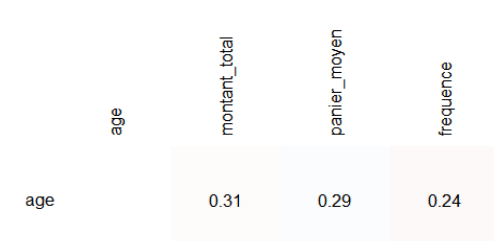 age
montant_total
panier_moyen
frequence
age 0.31 0.29 0.24